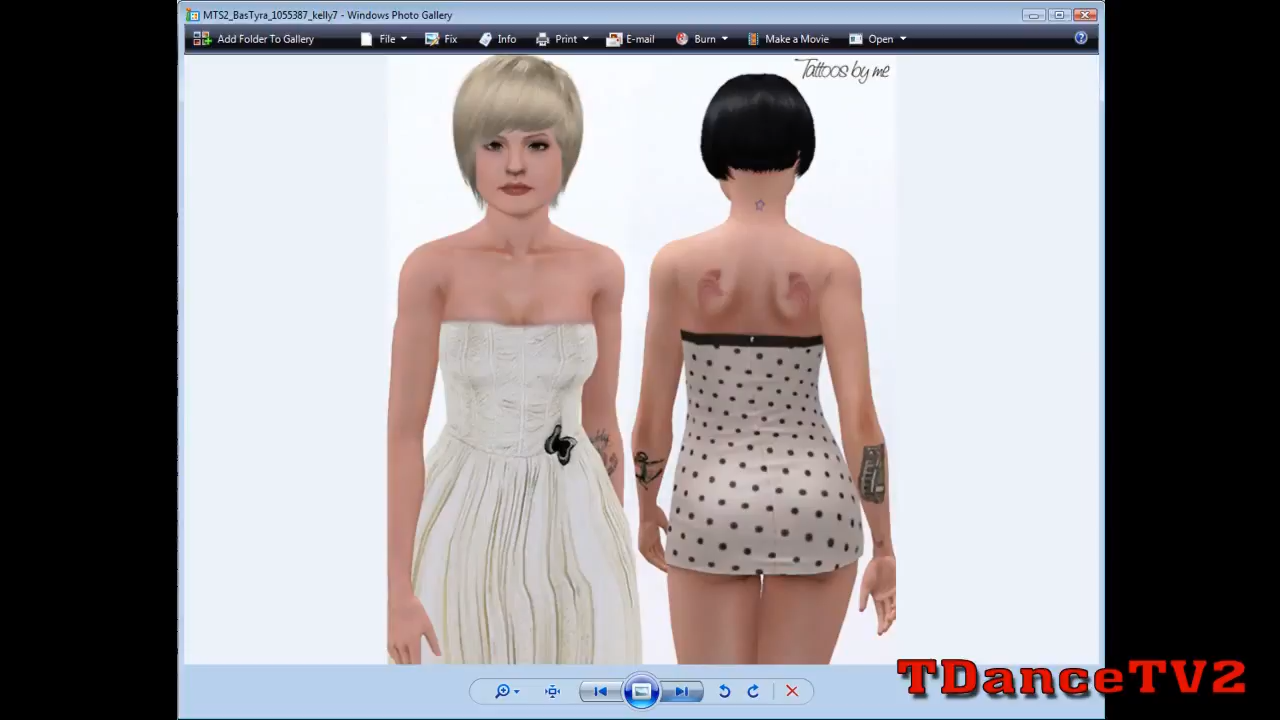 MTS2_BasTyra_1055387_kelly7 - Windows Photo Gallery
Add Folder To Gallery File Fix Info Print E-mail Burn Make a Movie Open
Tattoos by me
TDanceTV2